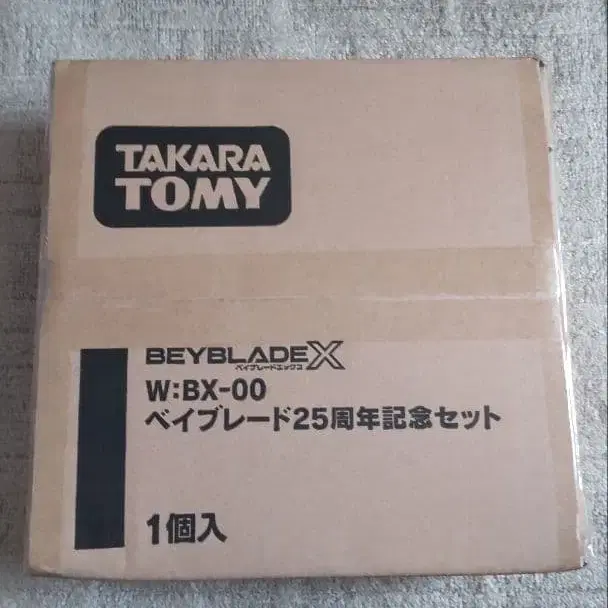 TAKARA
TOMY
BEYBLADE X
ベイブレードエックス
W:BX-00
ベイブレード25周年記念セット
1個入